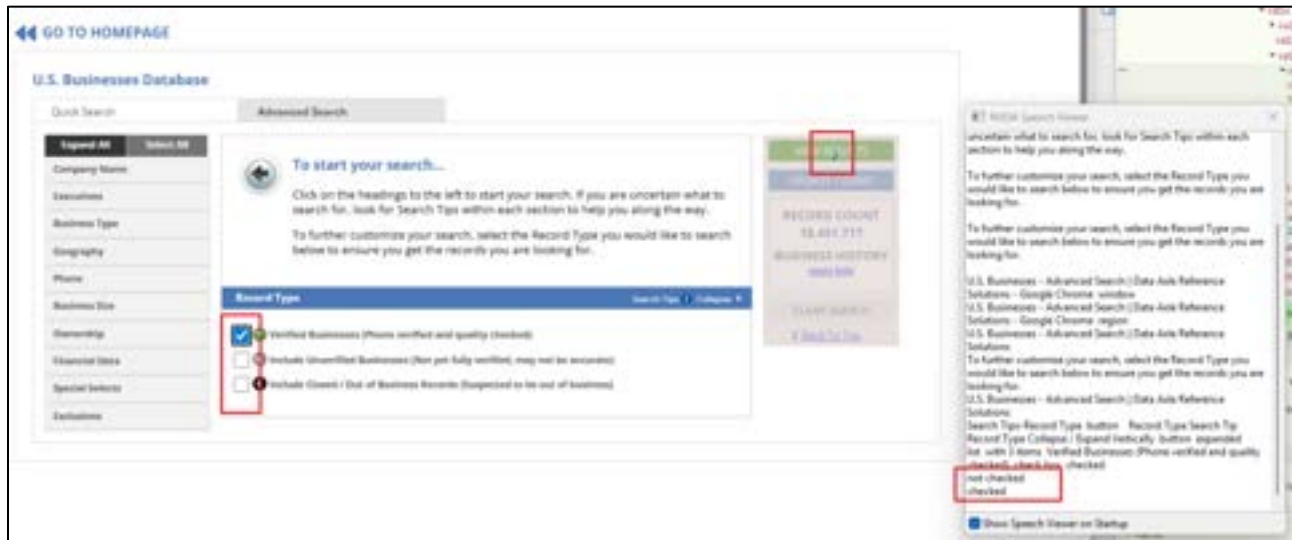 GO TO HOMEPAGE
U.S. Businesses Database
Quick Search
Advanced Search
Expand All
Select All
Company Name
Executives
Business Type
Geography
Phone
Business Size
Ownership
Financial Data
Special Selects
Exclusions
To start your search...
Click on the headings to the left to start your search. If you are uncertain what to
search for, look for Search Tips within each section to help you along the way.
To further customize your search, select the Record Type you would like to search
below to ensure you get the records you are looking for.
Record Type
Search Tips
Collapse
Verified Businesses (Phone verified and quality checked)
Include Unverified Businesses (Not yet fully verified, may not be accurate)
Include Closed / Out of Business Records (Suspected to be out of business)
RECORD COUNT
BUSINESS HISTORY
CLEAR SEARCH
Back To Top
NVDA Speech Viewer
uncertain what to search for, look for Search Tips within each
section to help you along the way.
To further customize your search, select the Record Type you
would like to search below to ensure you get the records you are
looking for.
To further customize your search, select the Record Type you
would like to search below to ensure you get the records you are
looking for.
U.S. Businesses - Advanced Search | Data Axle Reference
Solutions - Google Chrome window
U.S. Businesses - Advanced Search | Data Axle Reference
Solutions - Google Chrome region
U.S. Businesses - Advanced Search | Data Axle Reference
Solutions
To further customize your search, select the Record Type you
would like to search below to ensure you get the records you are
looking for.
U.S. Businesses - Advanced Search | Data Axle Reference
Solutions
Search Tips-Record Type button Record Type Search Tip
Record Type Collapse / Expand Vertically button expanded
list with 3 items Verified Businesses (Phone verified and quality
checked) check box checked
not checked
checked
Show Speech Viewer on Startup